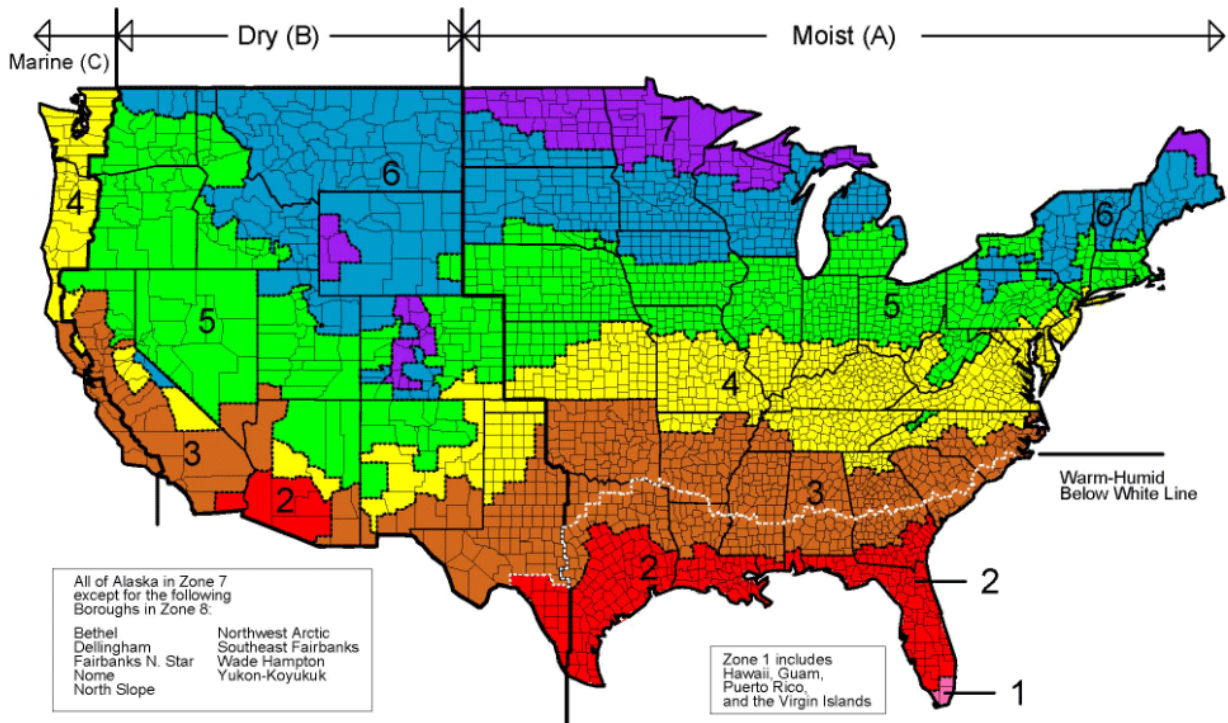 Marine (C)
Dry (B)
Moist (A)
7
6
4
6
5
5
4
3
3
2
2
2
1
Warm-Humid
Below White Line
All of Alaska in Zone 7
except for the following
Boroughs in Zone 8:
Bethel
Dellingham
Fairbanks N. Star
Nome
North Slope
Northwest Arctic
Southeast Fairbanks
Wade Hampton
Yukon-Koyukuk
Zone 1 includes
Hawaii, Guam,
Puerto Rico,
and the Virgin Islands